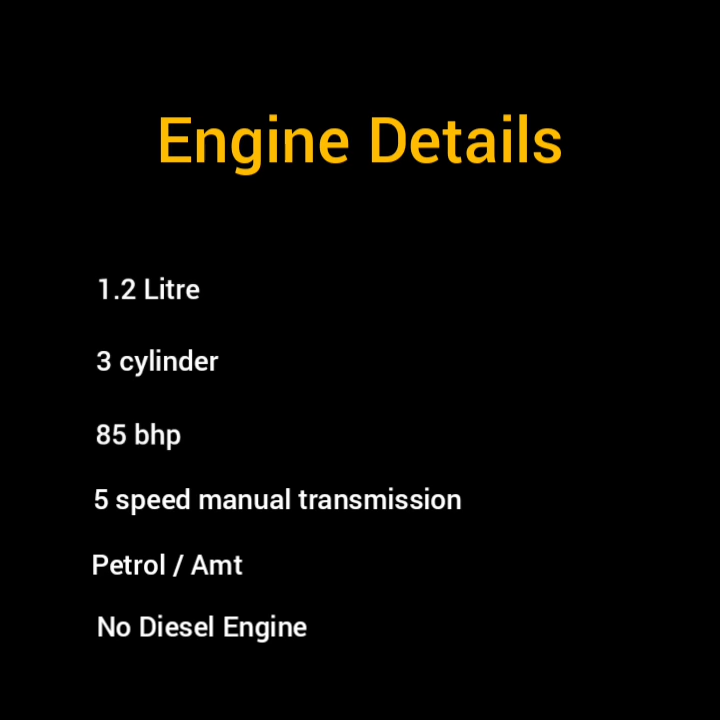 Engine Details
1.2 Litre
3 cylinder
85 bhp
5 speed manual transmission
Petrol / Amt
No Diesel Engine